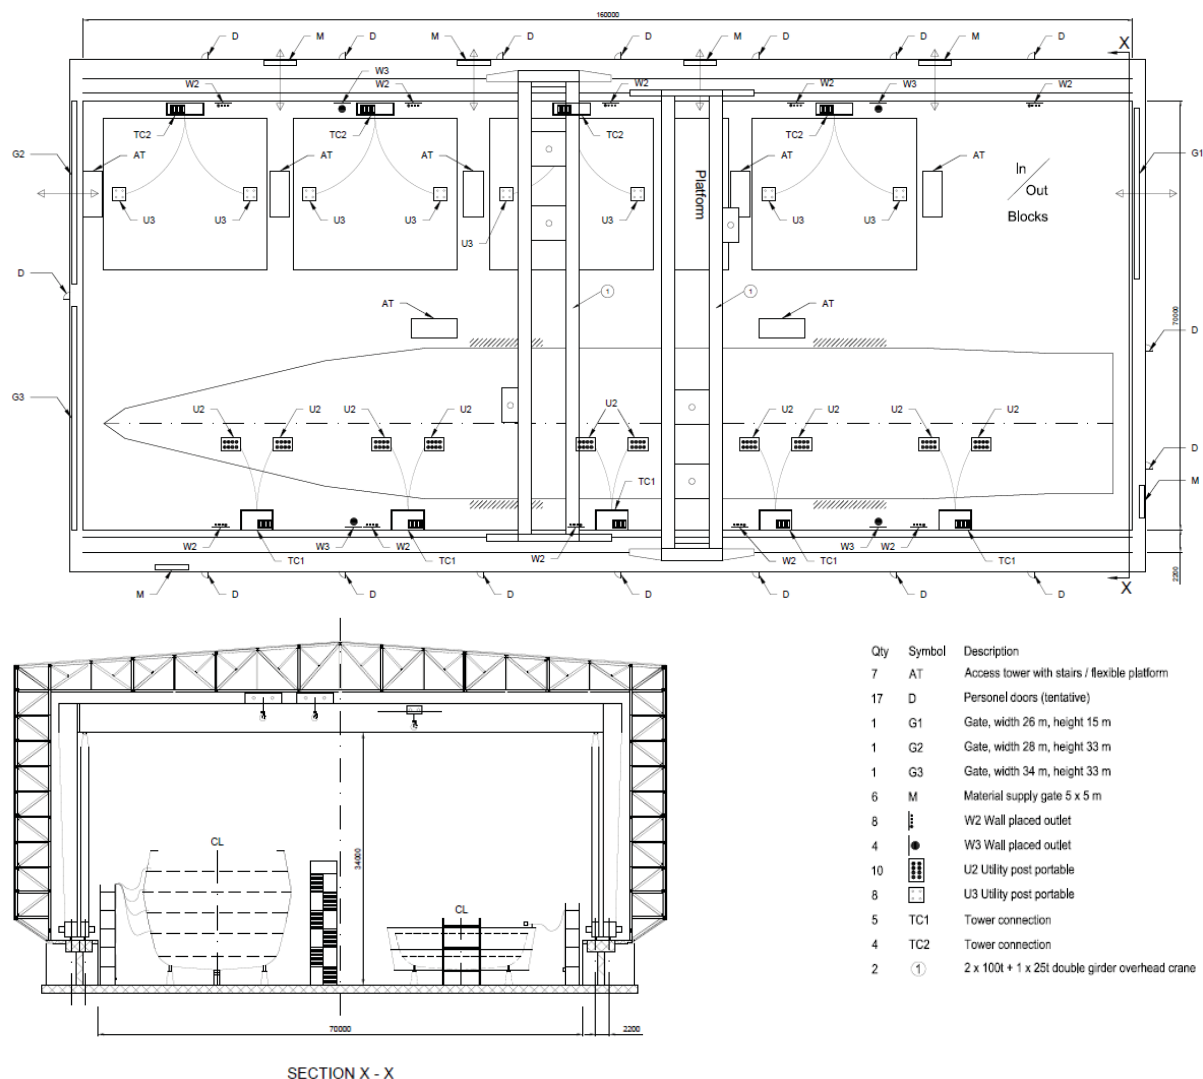 160000
D M D M D M D D M D
X
W2 W3 W2 W2 W2 W3 W2
TC2 TC2 TC2 TC2
G2 AT AT AT AT AT G1
In
Out
Blocks
Platform
U3 U3 U3 U3 U3 U3 U3 U3
D
AT 1 1 AT
70000
D
G3
U2 U2 U2 U2 U2 U2 U2 U2 U2
D
TC1
M
W2 W3 W2 W2 W2 W3 W2
TC1 TC1 TC1 TC1
2200
M D D D D D D D
X
CL
34000
CL
70000
2200
SECTION X - X
Qty Symbol Description
7 AT Access tower with stairs / flexible platform
17 D Personel doors (tentative)
1 G1 Gate, width 26 m, height 15 m
1 G2 Gate, width 28 m, height 33 m
1 G3 Gate, width 34 m, height 33 m
6 M Material supply gate 5 x 5 m
8 W2 Wall placed outlet
4 W3 Wall placed outlet
10 U2 Utility post portable
8 U3 Utility post portable
5 TC1 Tower connection
4 TC2 Tower connection
2 1 2 x 100t + 1 x 25t double girder overhead crane